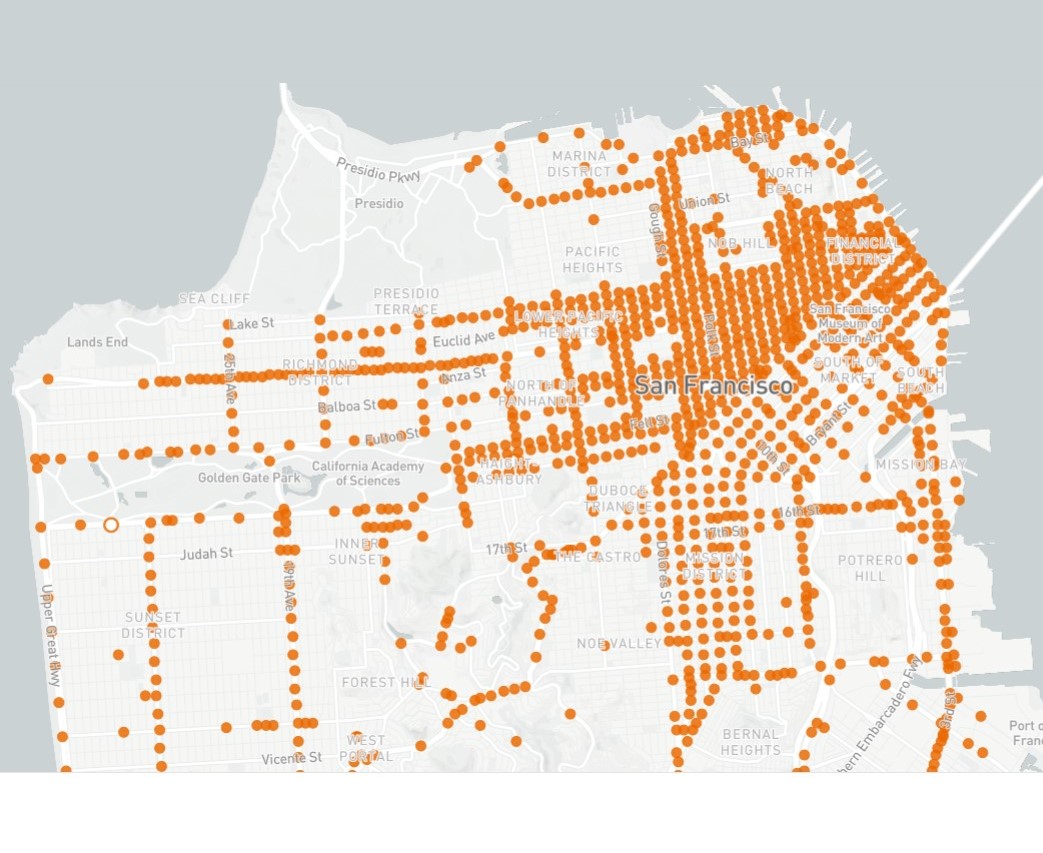 Presidio Pkwy
MARINA
DISTRICT
Bay St
NORTH
BEACH
Presidio
Union St
Gough St
NOB HILL
FINANCIAL
DISTRICT
PACIFIC
HEIGHTS
SEA CLIFF
PRESIDIO
TERRACE
Lake St
LOWER PACIFIC
HEIGHTS
San Francisco
Museum of
Modern Art
Lands End
Euclid Ave
Polk St
25th Ave
RICHMOND
DISTRICT
Anza St
SOUTH OF
MARKET
SOUTH
BEACH
San Francisco
NORTH OF
PANHANDLE
Balboa St
Fell St
Bryant St
Fulton St
10th St
HAIGHT-
ASHBURY
California Academy
of Sciences
Golden Gate Park
MISSION BAY
DUBOCE
TRIANGLE
16th St
17th St
INNER
SUNSET
Judah St
17th St
THE CASTRO
MISSION
DISTRICT
POTRERO
HILL
Dolores St
19th Ave
Upper Great Hwy
SUNSET
DISTRICT
NOE VALLEY
FOREST HILL
3rd St
WEST
PORTAL
BERNAL
HEIGHTS
hern Embarcadero Fwy
Port o
Franc
Vicente St